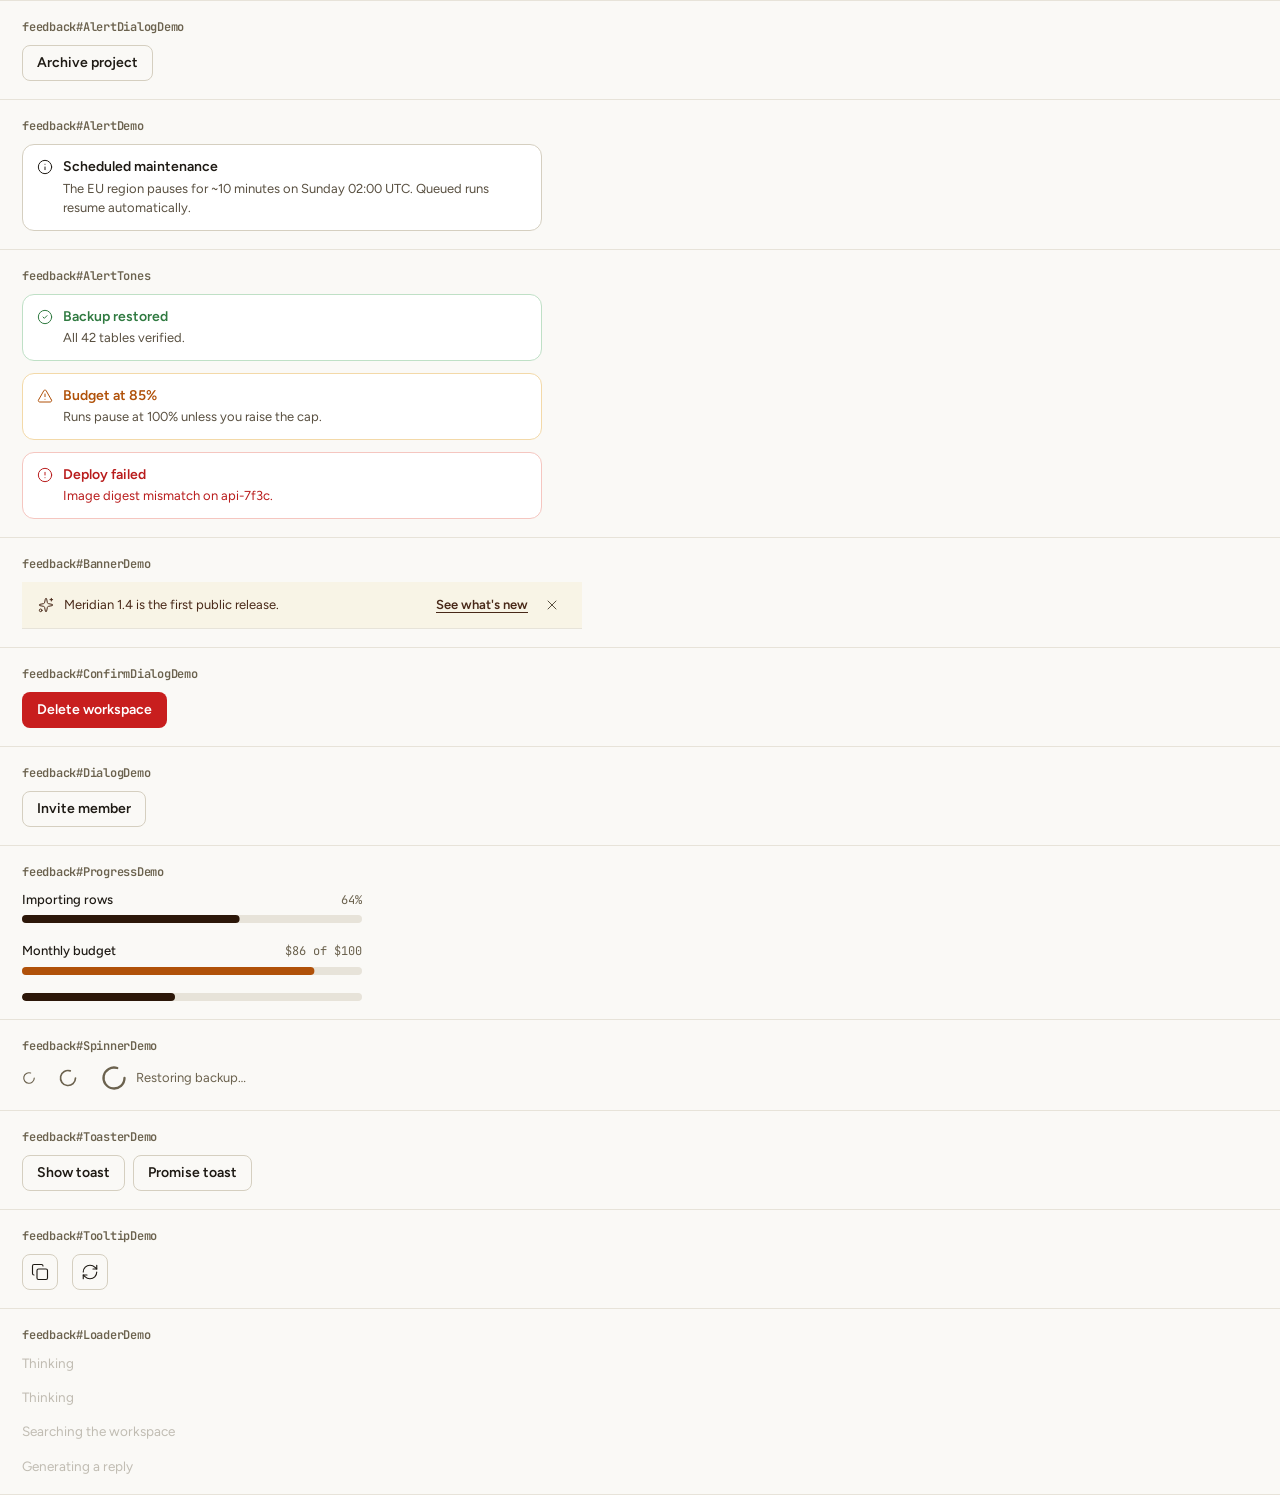 feedback#AlertDialogDemo
Archive project
feedback#AlertDemo
Scheduled maintenance
The EU region pauses for ~10 minutes on Sunday 02:00 UTC. Queued runs
resume automatically.
feedback#AlertTones
Backup restored
All 42 tables verified.
Budget at 85%
Runs pause at 100% unless you raise the cap.
Deploy failed
Image digest mismatch on api-7f3c.
feedback#BannerDemo
Meridian 1.4 is the first public release. See what's new
feedback#ConfirmDialogDemo
Delete workspace
feedback#DialogDemo
Invite member
feedback#ProgressDemo
Importing rows 64%
Monthly budget $86 of $100
feedback#SpinnerDemo
Restoring backup…
feedback#ToasterDemo
Show toast Promise toast
feedback#TooltipDemo
feedback#LoaderDemo
Thinking
Thinking
Searching the workspace
Generating a reply